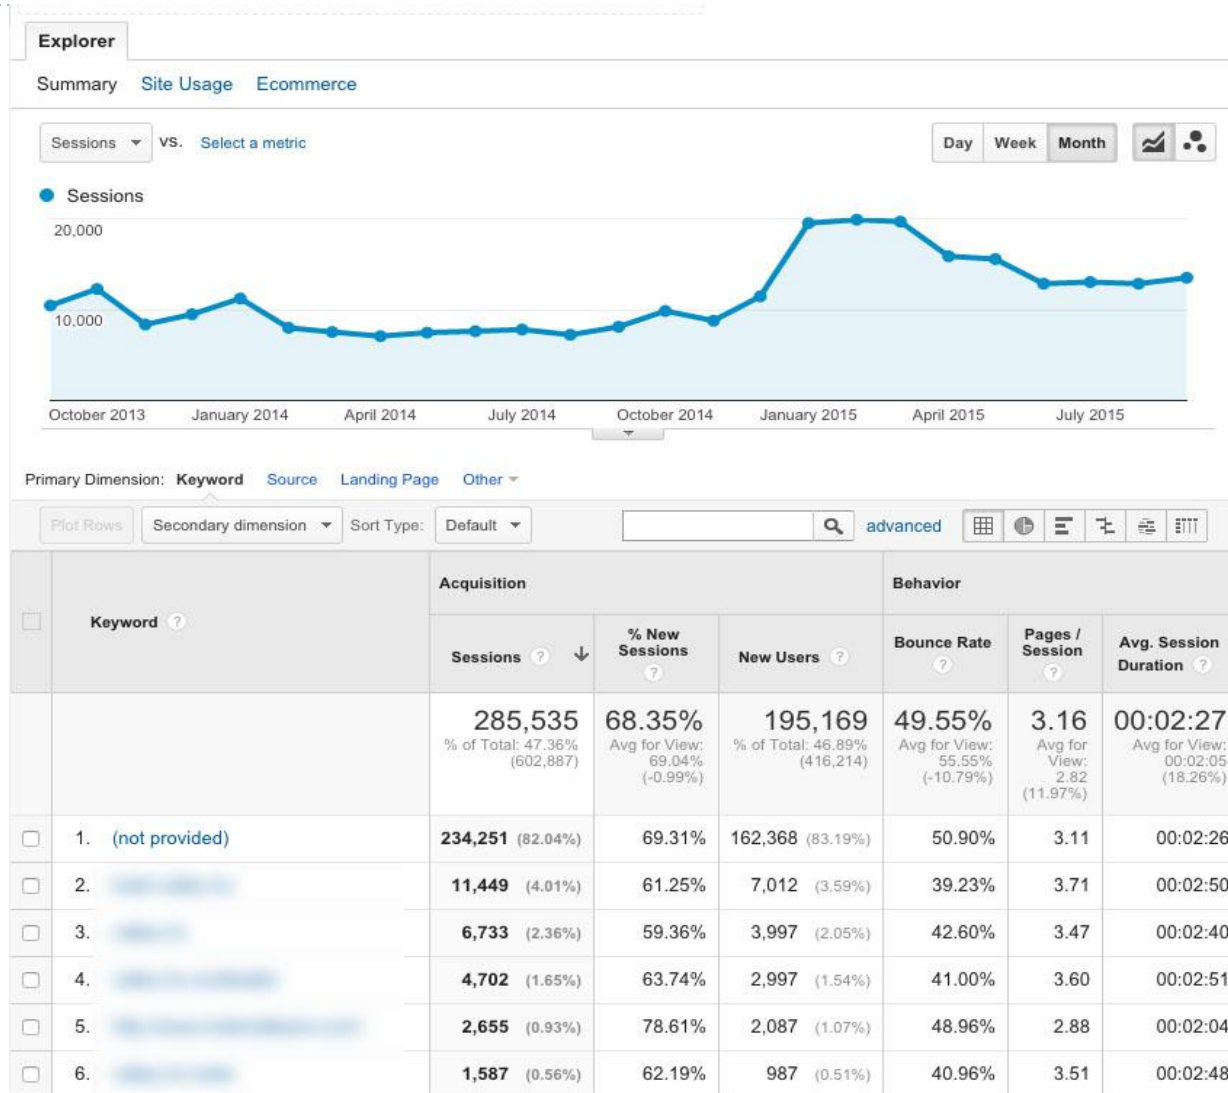 Explorer
Summary Site Usage Ecommerce
Sessions VS. Select a metric Day Week Month
Sessions
20,000
10,000
October 2013 January 2014 April 2014 July 2014 October 2014 January 2015 April 2015 July 2015
Primary Dimension: Keyword Source Landing Page Other
Plot Rows Secondary dimension Sort Type: Default advanced
Acquisition Behavior
Keyword ?
Sessions ? % New Sessions ? New Users ? Bounce Rate ? Pages / Session ? Avg. Session Duration ?
285,535 68.35% 195,169 49.55% 3.16 00:02:27
% of Total: 47.36% (602,887) Avg for View: 69.04% (-0.99%) % of Total: 46.89% (416,214) Avg for View: 55.55% (-10.79%) Avg for View: 2.82 (11.97%) Avg for View: 00:02:05 (18.26%)
1. (not provided) 234,251 (82.04%) 69.31% 162,368 (83.19%) 50.90% 3.11 00:02:26
2. 11,449 (4.01%) 61.25% 7,012 (3.59%) 39.23% 3.71 00:02:50
3. 6,733 (2.36%) 59.36% 3,997 (2.05%) 42.60% 3.47 00:02:40
4. 4,702 (1.65%) 63.74% 2,997 (1.54%) 41.00% 3.60 00:02:51
5. 2,655 (0.93%) 78.61% 2,087 (1.07%) 48.96% 2.88 00:02:04
6. 1,587 (0.56%) 62.19% 987 (0.51%) 40.96% 3.51 00:02:48